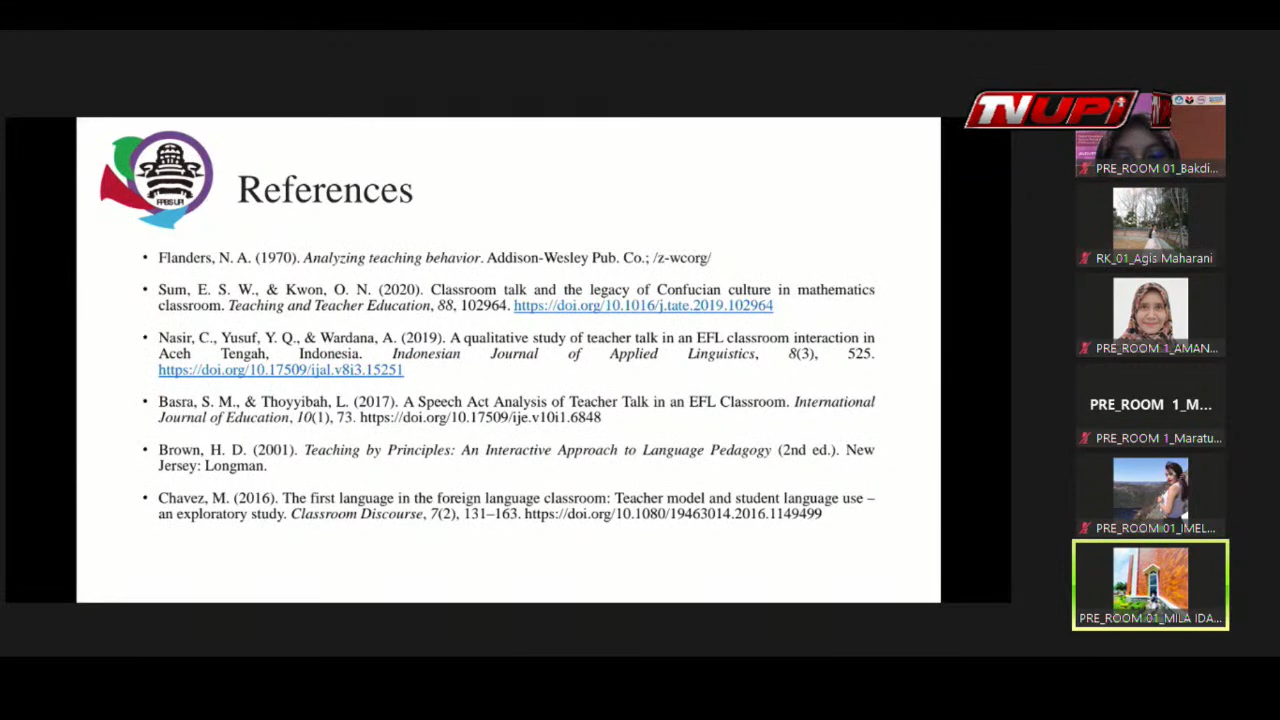 TVUPI
FPBS UPI
References
• Flanders, N. A. (1970). Analyzing teaching behavior. Addison-Wesley Pub. Co.; /z-wcorg/
• Sum, E. S. W., & Kwon, O. N. (2020). Classroom talk and the legacy of Confucian culture in mathematics
classroom. Teaching and Teacher Education, 88, 102964. https://doi.org/10.1016/j.tate.2019.102964
• Nasir, C., Yusuf, Y. Q., & Wardana, A. (2019). A qualitative study of teacher talk in an EFL classroom interaction in
Aceh Tengah, Indonesia. Indonesian Journal of Applied Linguistics, 8(3), 525.
https://doi.org/10.17509/ijal.v8i3.15251
• Basra, S. M., & Thoyyibah, L. (2017). A Speech Act Analysis of Teacher Talk in an EFL Classroom. International
Journal of Education, 10(1), 73. https://doi.org/10.17509/ije.v10i1.6848
• Brown, H. D. (2001). Teaching by Principles: An Interactive Approach to Language Pedagogy (2nd ed.). New
Jersey: Longman.
• Chavez, M. (2016). The first language in the foreign language classroom: Teacher model and student language use –
an exploratory study. Classroom Discourse, 7(2), 131–163. https://doi.org/10.1080/19463014.2016.1149499
PRE_ROOM 01_Bakdi...
RK_01_Agis Maharani
PRE_ROOM 1_AMAN...
PRE_ROOM 1_M...
PRE_ROOM 1_Maratu...
PRE_ROOM 01_IMEL...
PRE_ROOM 01_MILA IDA...